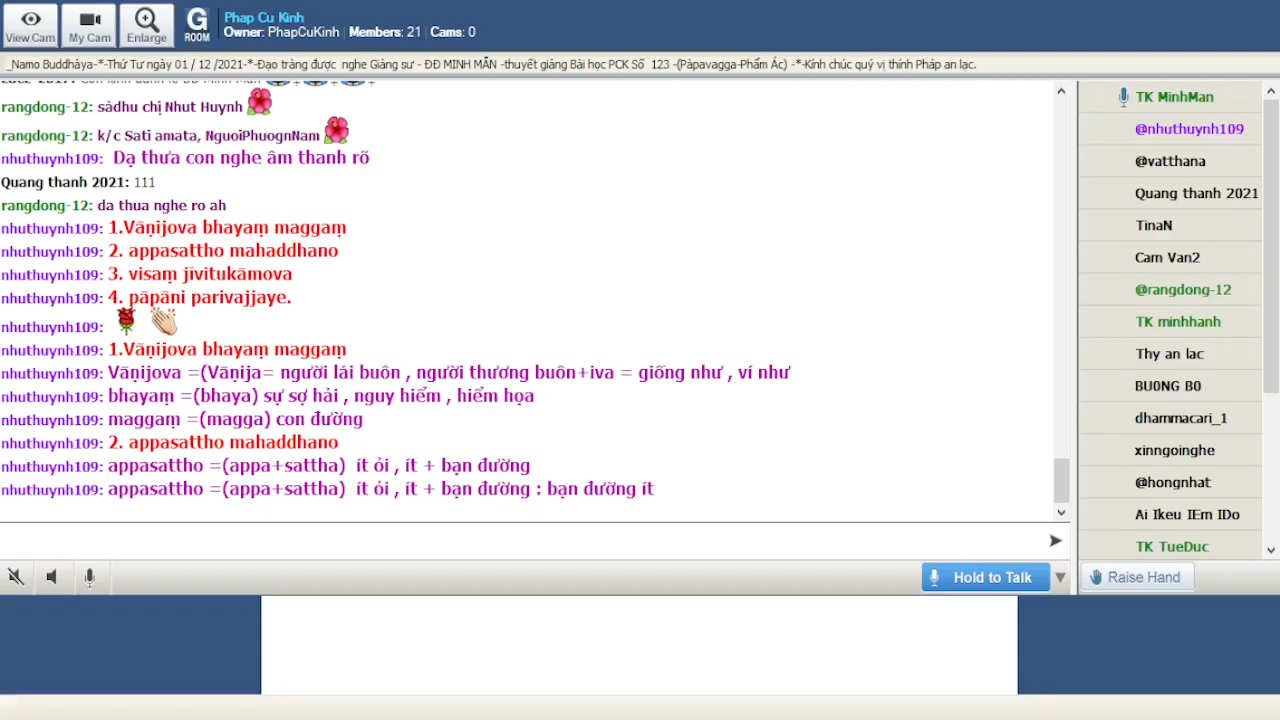 View Cam
My Cam
Enlarge
G
ROOM
Phap Cu Kinh
Owner: PhapCuKinh | Members: 21 | Cams: 0
_Namo Buddhàya-*-Thứ Tư ngày 01 / 12 /2021-*-Đạo tràng được nghe Giảng sư - ĐĐ MINH MẪN -thuyết giảng Bài học PCK Số 123 -(Pàpavagga-Phẩm Ác) -*-Kính chúc quý vị thính Pháp an lạc.
rangdong-12: sàdhu chị Nhut Huynh
rangdong-12: k/c Sati amata, NguoiPhuognNam
nhuthuynh109: Dạ thưa con nghe âm thanh rõ
Quang thanh 2021: 111
rangdong-12: da thua nghe ro ah
nhuthuynh109: 1.Vāṇijova bhayaṃ maggaṃ
nhuthuynh109: 2. appasattho mahaddhano
nhuthuynh109: 3. visaṃ jīvitukāmova
nhuthuynh109: 4. pāpāni parivajjaye.
nhuthuynh109:
nhuthuynh109: 1.Vāṇijova bhayaṃ maggaṃ
nhuthuynh109: Vāṇijova =(Vāṇija= người lái buôn , người thương buôn+iva = giống như , ví như
nhuthuynh109: bhayaṃ =(bhaya) sự sợ hải , nguy hiểm , hiểm họa
nhuthuynh109: maggaṃ =(magga) con đường
nhuthuynh109: 2. appasattho mahaddhano
nhuthuynh109: appasattho =(appa+sattha) ít ỏi , ít + bạn đường
nhuthuynh109: appasattho =(appa+sattha) ít ỏi , ít + bạn đường : bạn đường ít
TK MinhMan
@nhuthuynh109
@vatthana
Quang thanh 2021
TinaN
Cam Van2
@rangdong-12
TK minhhanh
Thy an lac
BU0NG B0
dhammacari_1
xinngoinghe
@hongnhat
Ai Ikeu IEm IDo
TK TueDuc
Hold to Talk
Raise Hand